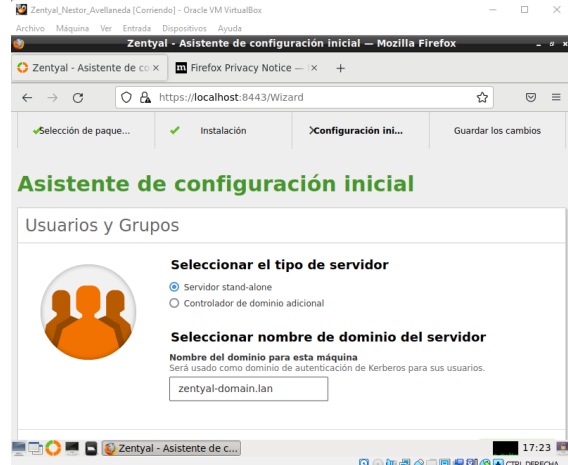 Zentyal_Nestor_Avellaneda [Corriendo] - Oracle VM VirtualBox
Archivo Máquina Ver Entrada Dispositivos Ayuda
Zentyal - Asistente de configuración inicial — Mozilla Firefox
Zentyal - Asistente de co
m Firefox Privacy Notice —
https://localhost:8443/Wizard
Selección de paque...
Instalación
Configuración ini...
Guardar los cambios
Asistente de configuración inicial
Usuarios y Grupos
Seleccionar el tipo de servidor
Servidor stand-alone
Controlador de dominio adicional
Seleccionar nombre de dominio del servidor
Nombre del dominio para esta máquina
Será usado como dominio de autenticación de Kerberos para sus usuarios.
zentyal-domain.lan
Zentyal - Asistente de c...
17:23
CTRL DERECHA